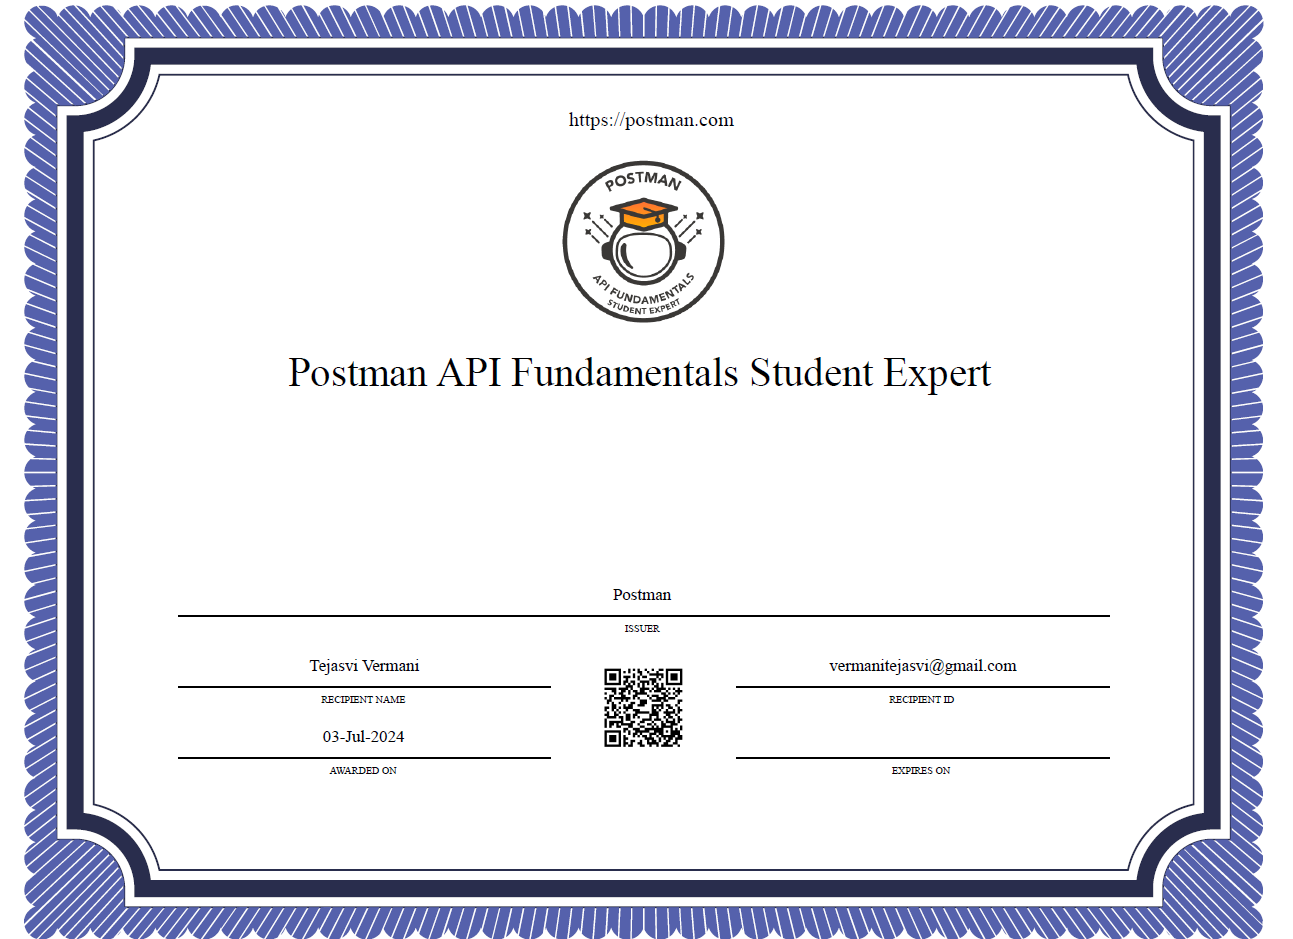 https://postman.com
POSTMAN
API FUNDAMENTALS
STUDENT EXPERT
Postman API Fundamentals Student Expert
Postman
ISSUER
Tejasvi Vermani
RECIPIENT NAME
vermanitejasvi@gmail.com
RECIPIENT ID
03-Jul-2024
AWARDED ON
EXPIRES ON